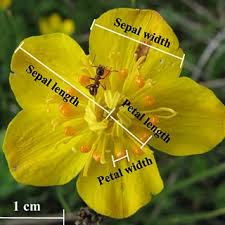 Sepal width
Sepal length
Petal length
Petal width
1 cm